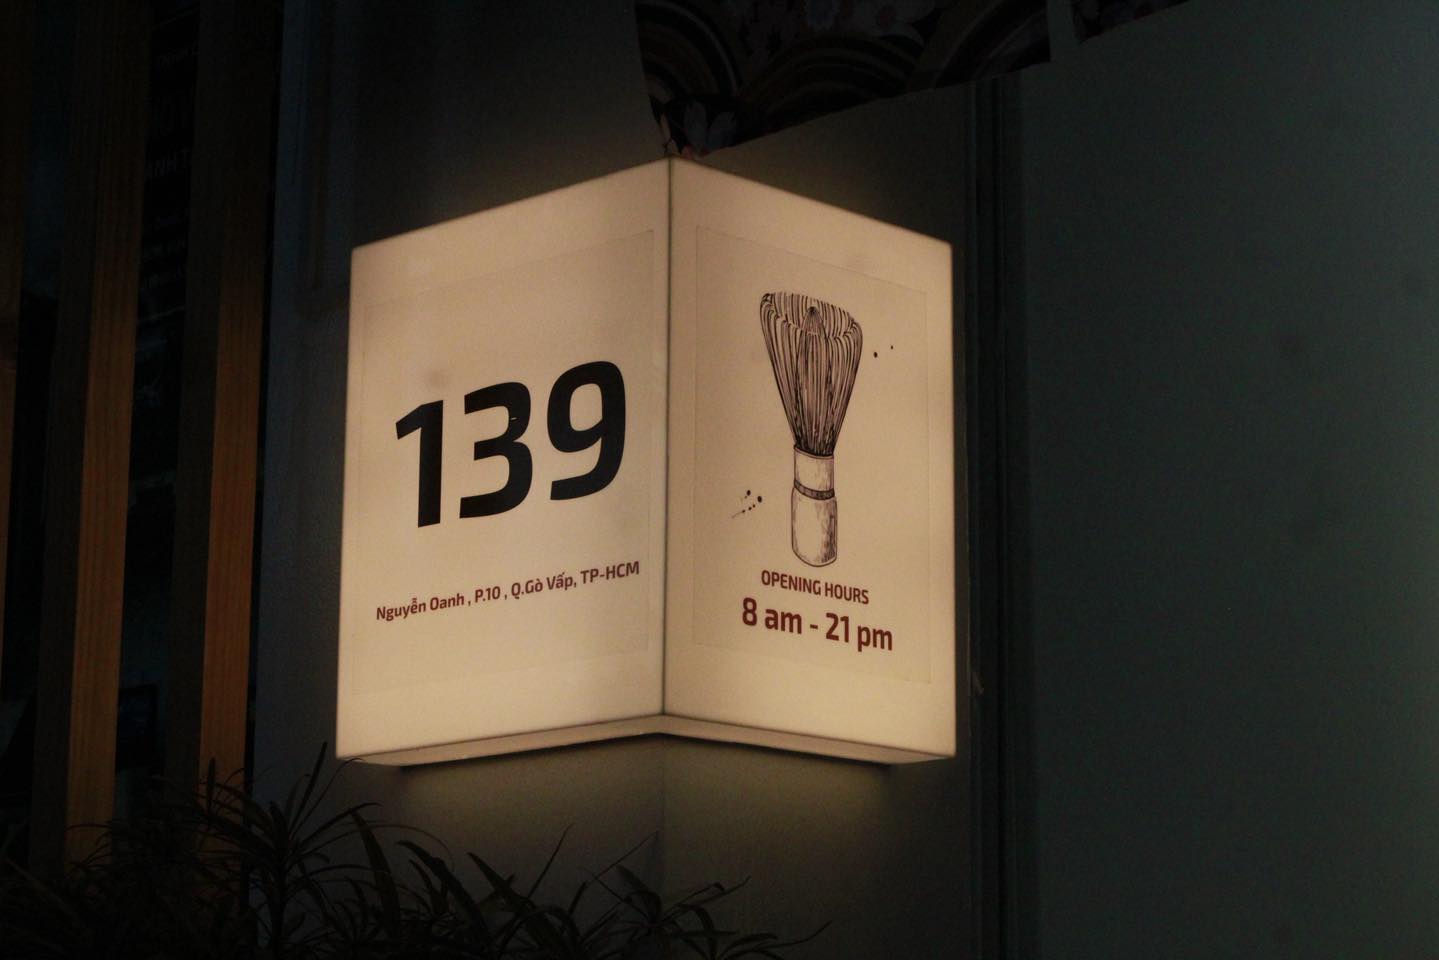 139
Nguyễn Oanh , P.10 , Q.Gò Vấp, TP-HCM
OPENING HOURS
8 am - 21 pm